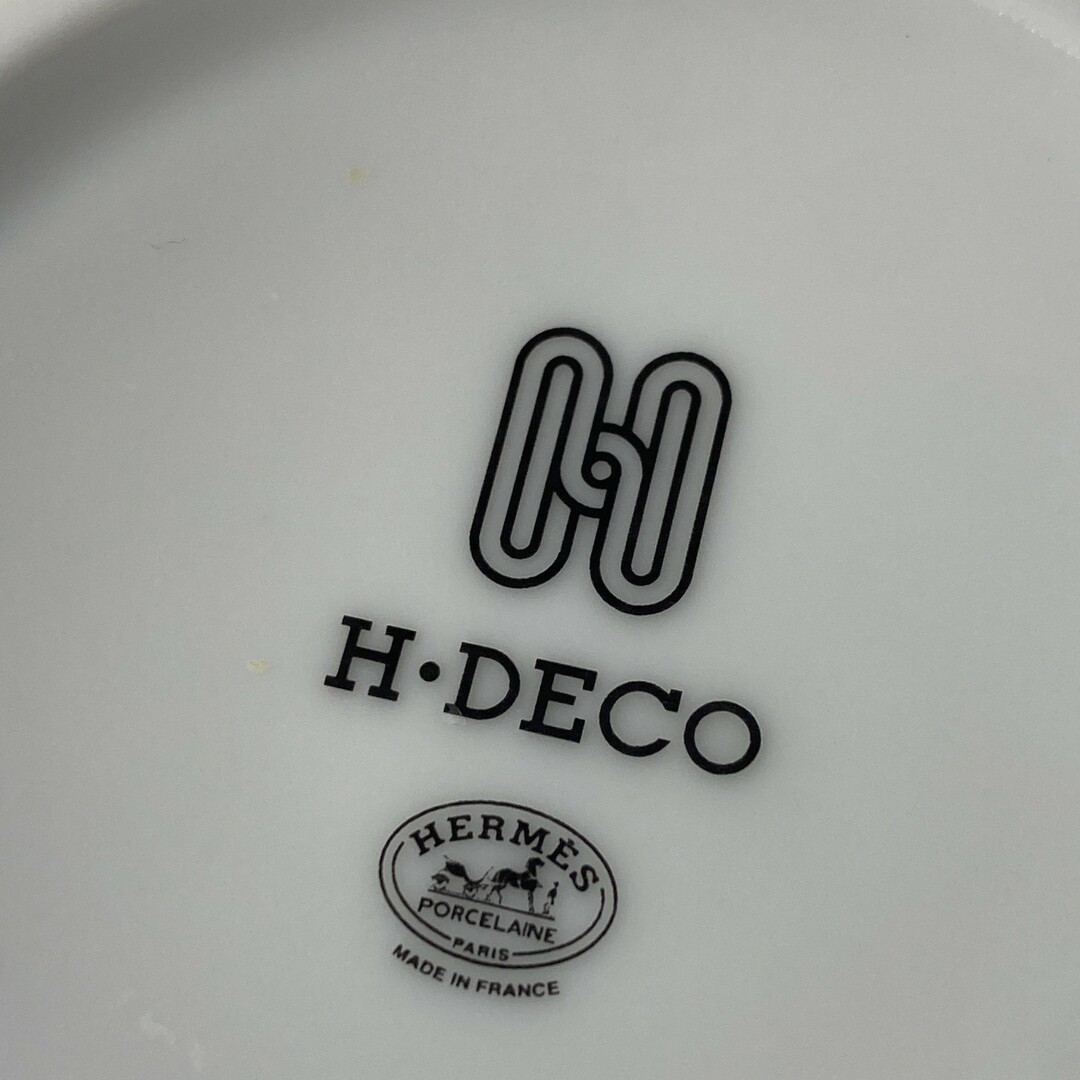 H·DECO
HERMÈS
PORCELAINE
PARIS
MADE IN FRANCE